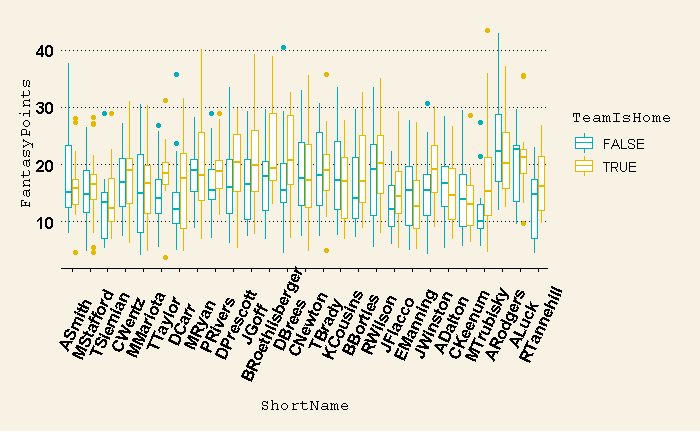 FantasyPoints
40
30
20
10
ASmith
MStafford
TSiemian
CWentz
MMariota
TTaylor
DCarr
MRyan
PRivers
DPrescott
JGoff
BRoethlisberger
DBrees
CNewton
TBrady
KCousins
BBortles
RWilson
JFlacco
EManning
JWinston
ADalton
CKeenum
MTrubisky
ARodgers
ALuck
RTannehill
ShortName
TeamIsHome
FALSE
TRUE